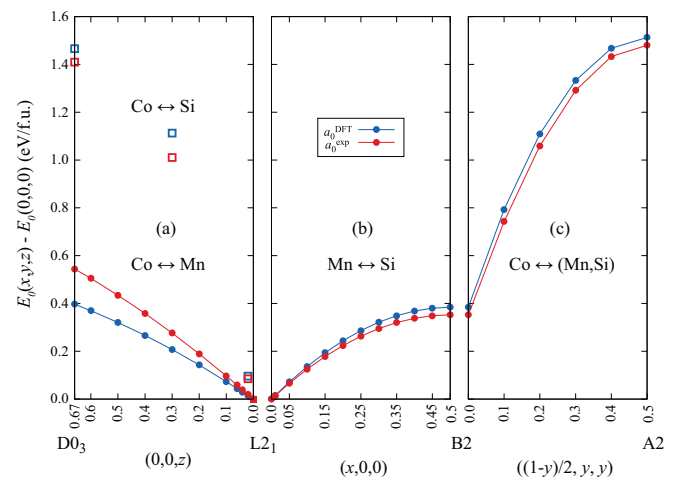 E₀(x,y,z) - E₀(0,0,0) (eV/f.u.)
1.6
1.4
1.2
1.0
0.8
0.6
0.4
0.2
0.0
Co ↔ Si
(a)
Co ↔ Mn
a₀^DFT
a₀^exp
(b)
Mn ↔ Si
(c)
Co ↔ (Mn,Si)
0.67 0.6 0.5 0.4 0.3 0.2 0.1 0.0
0.0 0.05 0.15 0.25 0.35 0.45 0.5
0.0 0.1 0.2 0.3 0.4 0.5
D0₃ L2₁ B2 A2
(0,0,z) (x,0,0) ((1-y)/2, y, y)